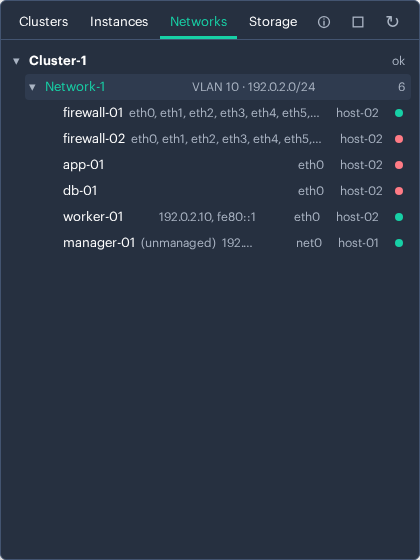 Clusters Instances Networks Storage
Cluster-1 ok
Network-1 VLAN 10 · 192.0.2.0/24 6
firewall-01 eth0, eth1, eth2, eth3, eth4, eth5,... host-02
firewall-02 eth0, eth1, eth2, eth3, eth4, eth5,... host-02
app-01 eth0 host-02
db-01 eth0 host-02
worker-01 192.0.2.10, fe80::1 eth0 host-02
manager-01 (unmanaged) 192.... net0 host-01